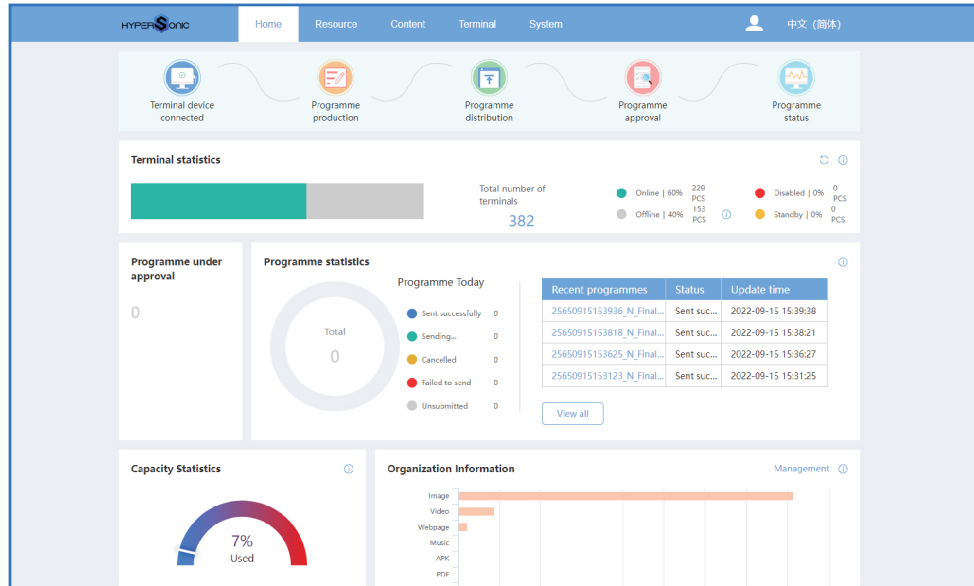 HYPERSONIC
Home
Resource
Content
Terminal
System
中文 (简体)
Terminal device
connected
Programme
production
Programme
distribution
Programme
approval
Programme
status
Terminal statistics
Total number of
terminals
382
Online | 60%
229
PCS
Disabled | 0%
0
PCS
Offline | 40%
153
PCS
Standby | 0%
0
PCS
Programme under
approval
0
Programme statistics
Total
0
Programme Today
Sent successfully 0
Sending... 0
Cancelled 0
Failed to send 0
Unsubmitted 0
Recent programmes Status Update time
25650915153936_N_Final... Sent suc... 2022-09-15 15:39:38
25650915153818_N_Final... Sent suc... 2022-09-15 15:38:21
25650915153625_N_Final... Sent suc... 2022-09-15 15:36:27
25650915153123_N_Final... Sent suc... 2022-09-15 15:31:25
View all
Capacity Statistics
7%
Used
Organization Information
Management
Image
Video
Webpage
Music
APK
PDF